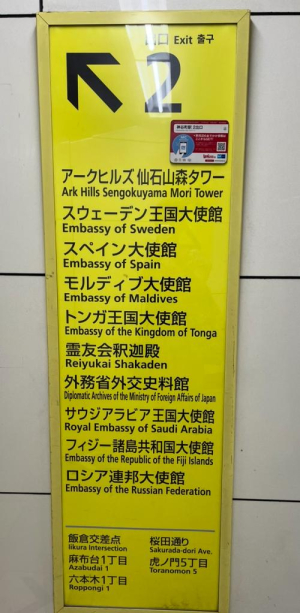 出口 Exit 출구
2
神谷町駅 2出口
アークヒルズ 仙石山森タワー
Ark Hills Sengokuyama Mori Tower
スウェーデン王国大使館
Embassy of Sweden
スペイン大使館
Embassy of Spain
モルディブ大使館
Embassy of Maldives
トンガ王国大使館
Embassy of the Kingdom of Tonga
霊友会釈迦殿
Reiyukai Shakaden
外務省外交史料館
Diplomatic Archives of the Ministry of Foreign Affairs of Japan
サウジアラビア王国大使館
Royal Embassy of Saudi Arabia
フィジー諸島共和国大使館
Embassy of the Republic of the Fiji Islands
ロシア連邦大使館
Embassy of the Russian Federation
飯倉交差点
Iikura Intersection
麻布台1丁目
Azabudai 1
六本木1丁目
Roppongi 1
桜田通り
Sakurada-dori Ave.
虎ノ門5丁目
Toranomon 5